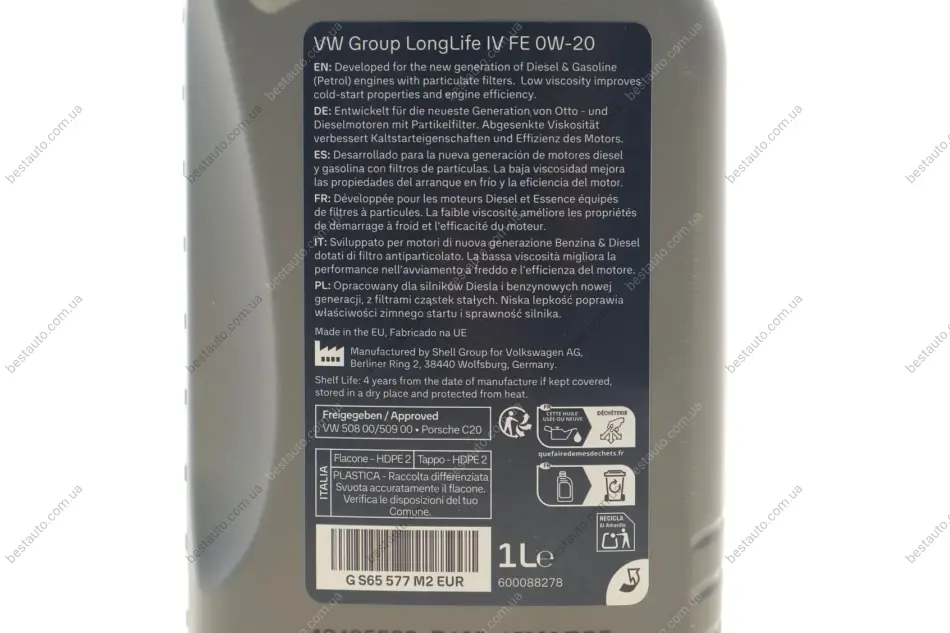 VW Group LongLife IV FE 0W-20
EN: Developed for the new generation of Diesel & Gasoline
(Petrol) engines with particulate filters. Low viscosity improves
cold-start properties and engine efficiency.
DE: Entwickelt für die neueste Generation von Otto - und
Dieselmotoren mit Partikelfilter. Abgesenkte Viskosität
verbessert Kaltstarteigenschaften und Effizienz des Motors.
ES: Desarrollado para la nueva generación de motores diesel
y gasolina con filtros de partículas. La baja viscosidad mejora
las propiedades del arranque en frío y la eficiencia del motor.
FR: Développée pour les moteurs Diesel et Essence équipés
de filtres à particules. La faible viscosité améliore les propriétés
de démarrage à froid et l'efficacité du moteur.
IT: Sviluppato per motori di nuova generazione Benzina & Diesel
dotati di filtro antiparticolato. La bassa viscosità migliora la
performance nell'avviamento a freddo e l'efficienza del motore.
PL: Opracowany dla silników Diesla i benzynowych nowej
generacji, z filtrami cząstek stałych. Niska lepkość poprawia
właściwości zimnego startu i sprawność silnika.
Made in the EU, Fabricado na UE
Manufactured by Shell Group for Volkswagen AG,
Berliner Ring 2, 38440 Wolfsburg, Germany.
Shelf Life: 4 years from the date of manufacture if kept covered,
stored in a dry place and protected from heat.
Freigegeben / Approved
VW 508 00/509 00 • Porsche C20
FR
CETTE HUILE
USÉE OU NEUVE
DÉCHÈTERIE
quefairedemesdechets.fr
FR
ITALIA
Flacone - HDPE 2
Tappo - HDPE 2
PLASTICA - Raccolta differenziata
Svuota accuratamente il flacone.
Verifica le disposizioni del tuo
Comune.
RECICLA
Al Amarillo
G S65 577 M2 EUR
1L e
600088278
bestauto.com.ua